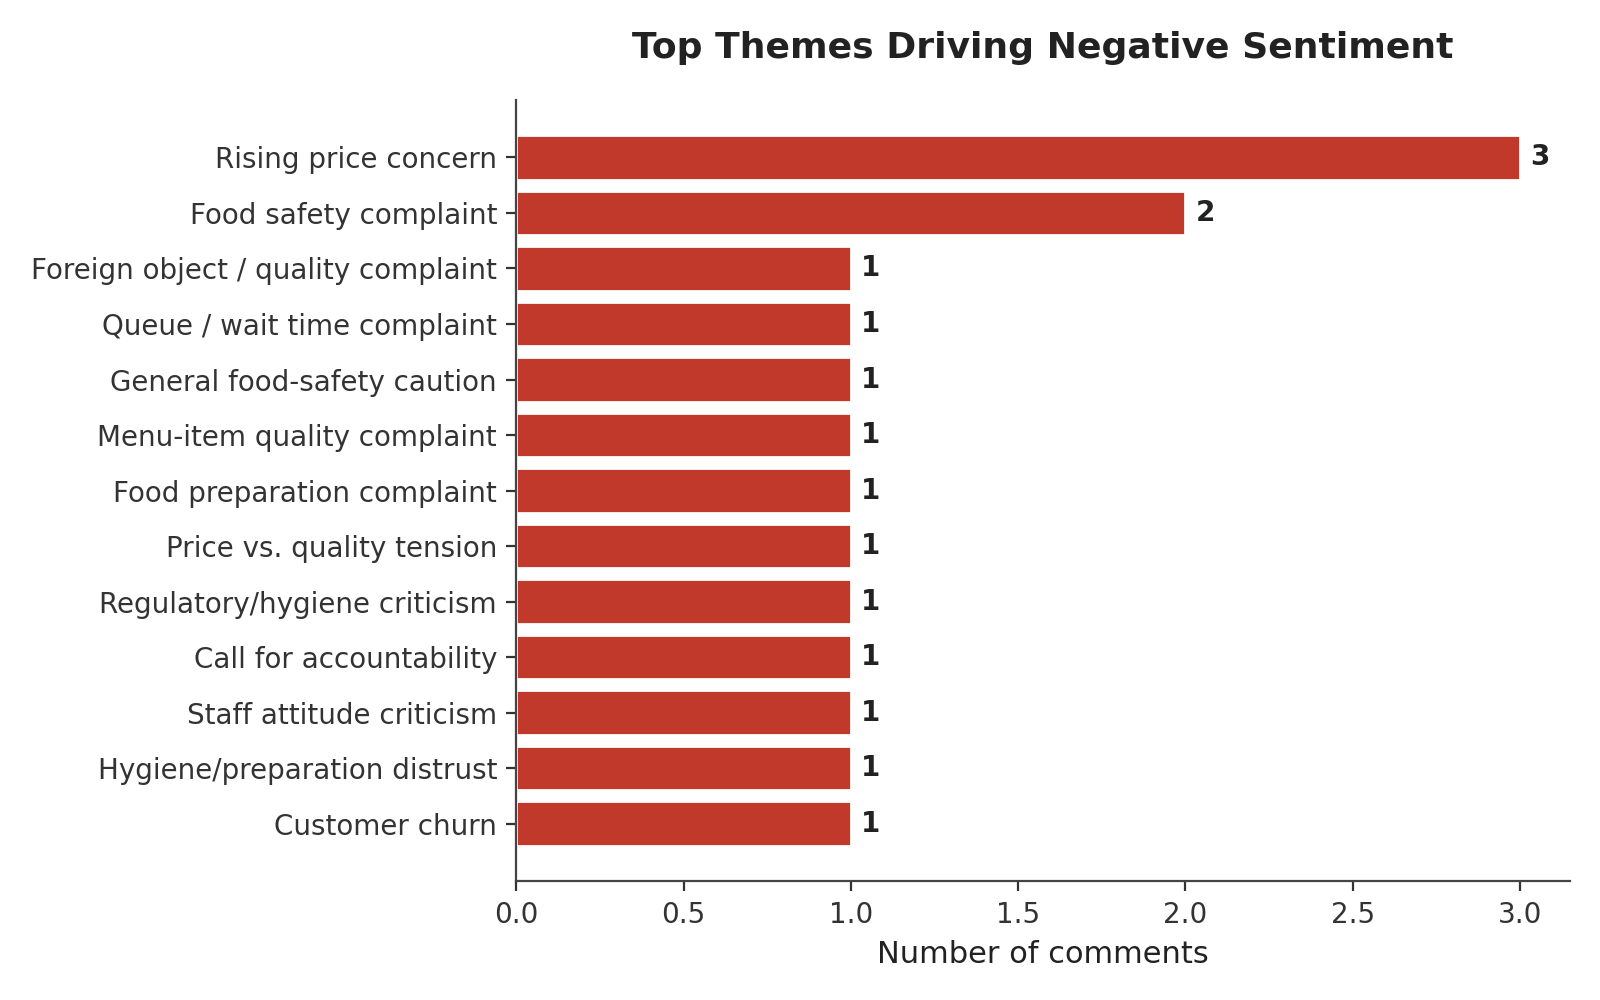 Top Themes Driving Negative Sentiment
Rising price concern 3
Food safety complaint 2
Foreign object / quality complaint 1
Queue / wait time complaint 1
General food-safety caution 1
Menu-item quality complaint 1
Food preparation complaint 1
Price vs. quality tension 1
Regulatory/hygiene criticism 1
Call for accountability 1
Staff attitude criticism 1
Hygiene/preparation distrust 1
Customer churn 1
0.0 0.5 1.0 1.5 2.0 2.5 3.0
Number of comments